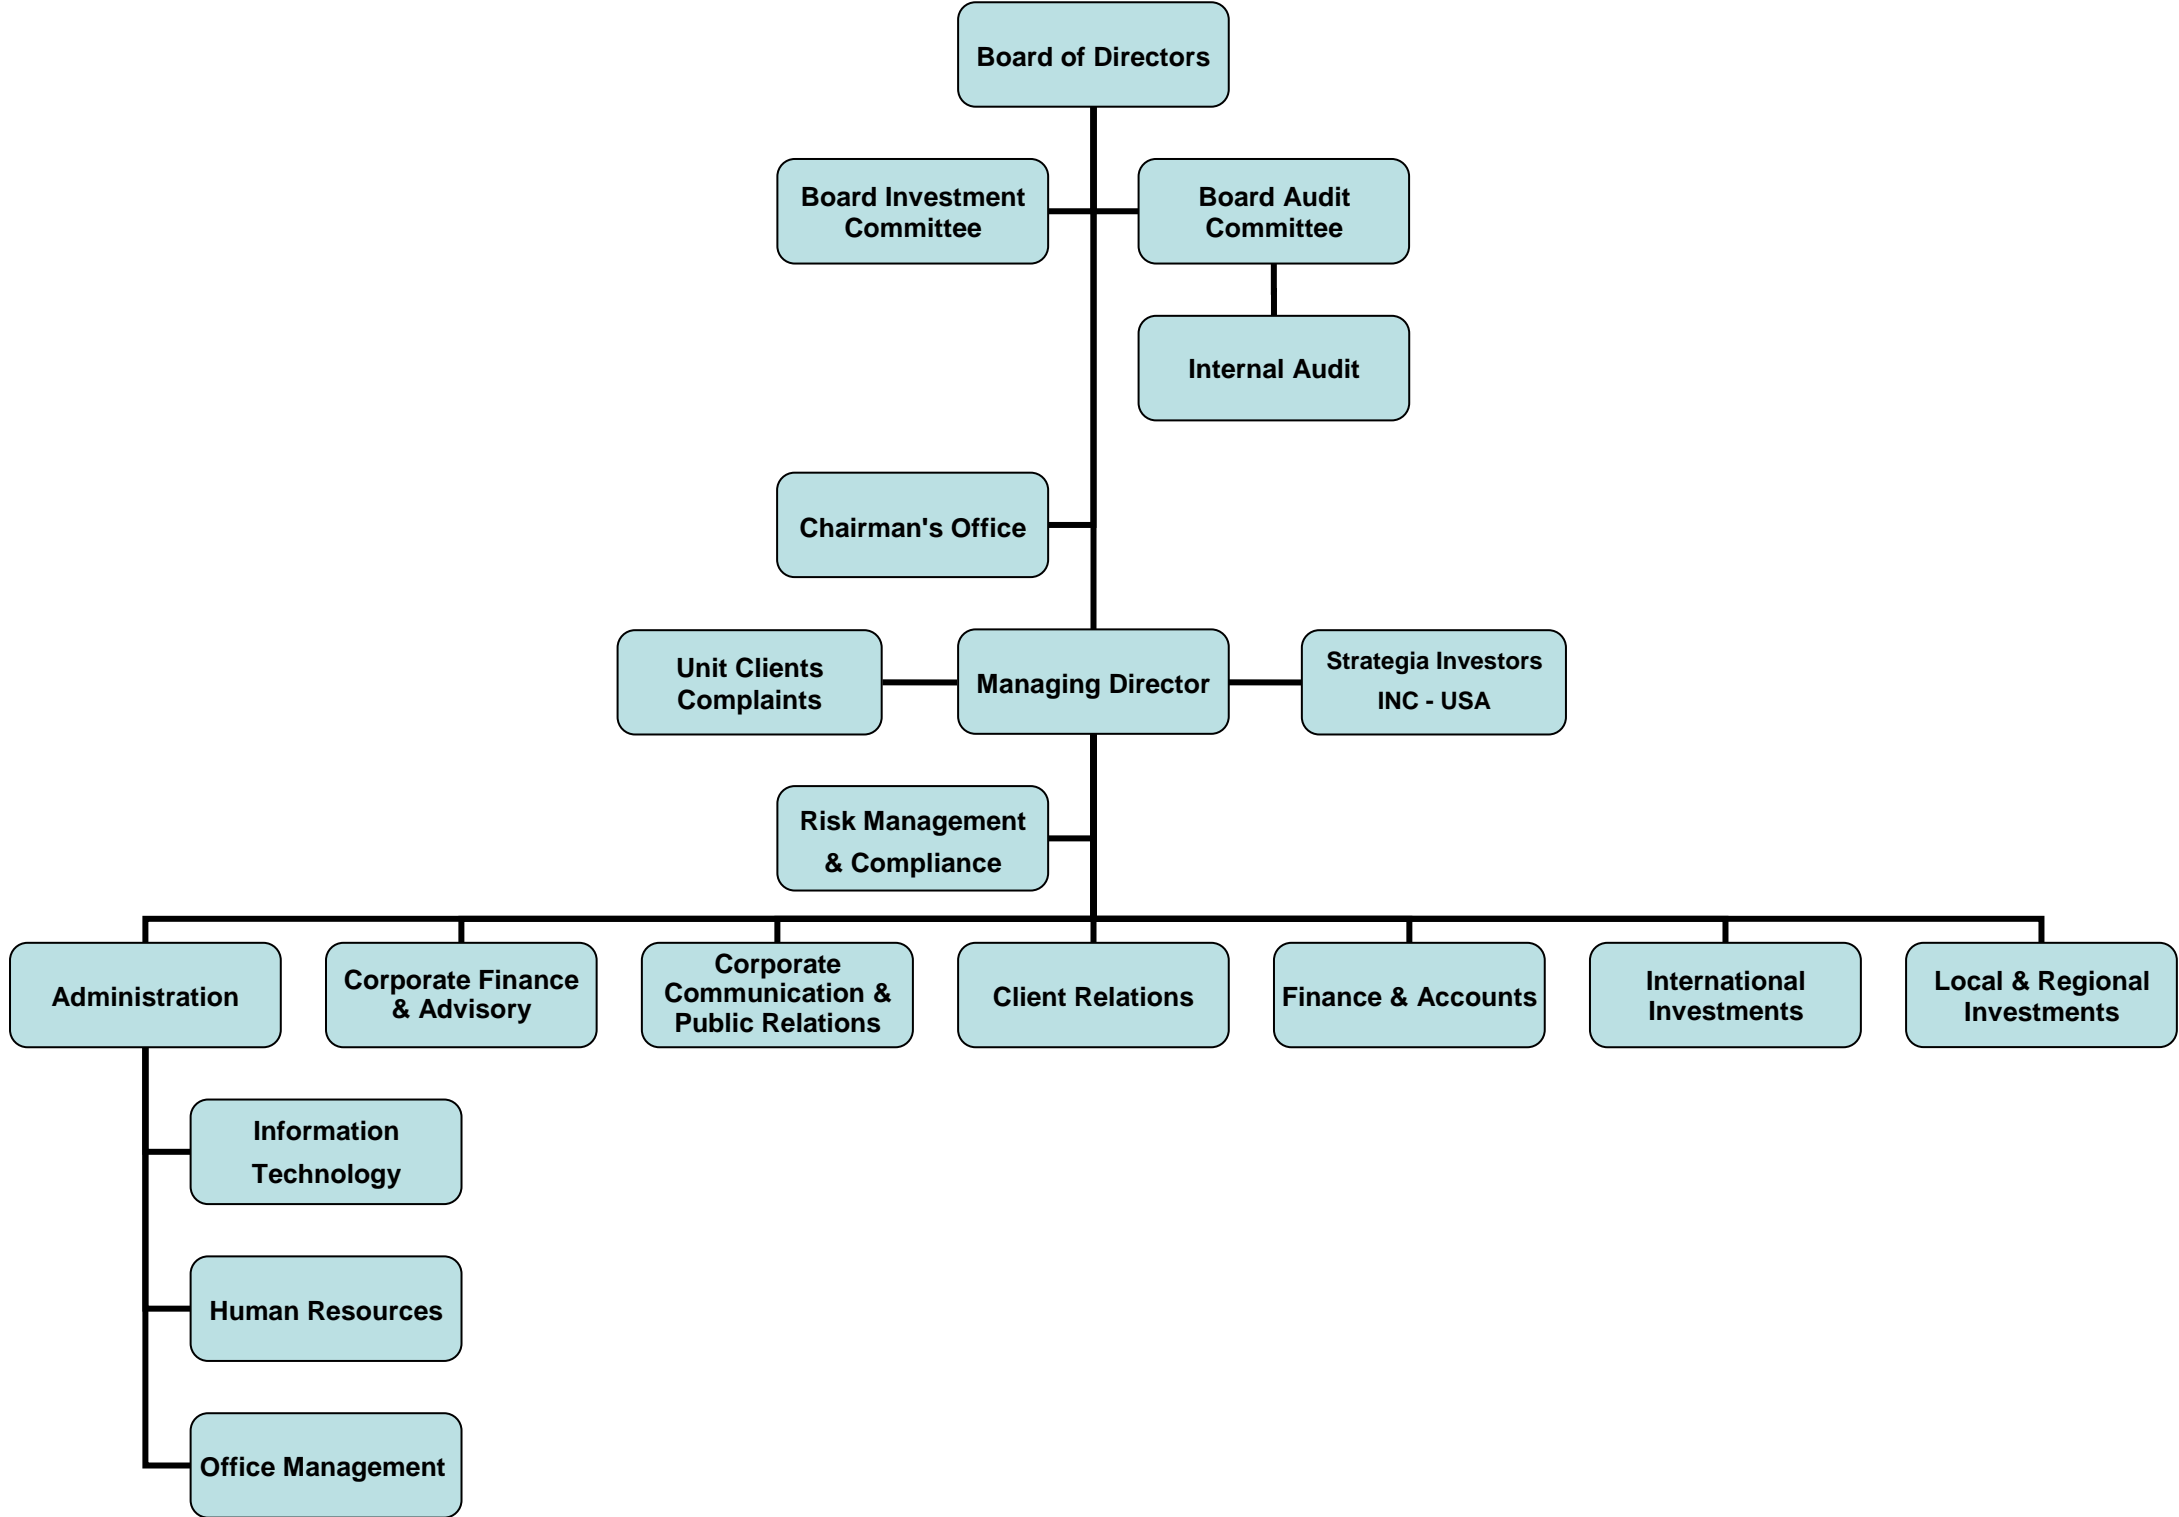 Board of Directors
Board Investment
Committee
Board Audit
Committee
Internal Audit
Chairman's Office
Unit Clients
Complaints
Managing Director
Strategia Investors
INC - USA
Risk Management
& Compliance
Administration
Corporate Finance
& Advisory
Corporate
Communication &
Public Relations
Client Relations
Finance & Accounts
International
Investments
Local & Regional
Investments
Information
Technology
Human Resources
Office Management